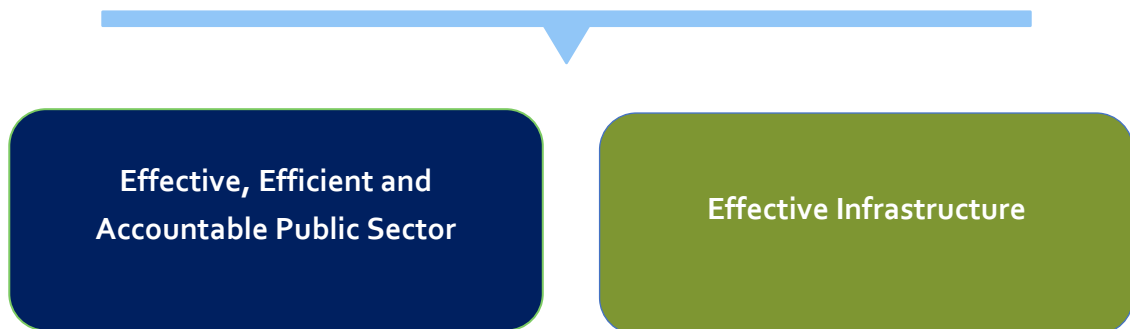 Effective, Efficient and
Accountable Public Sector
Effective Infrastructure